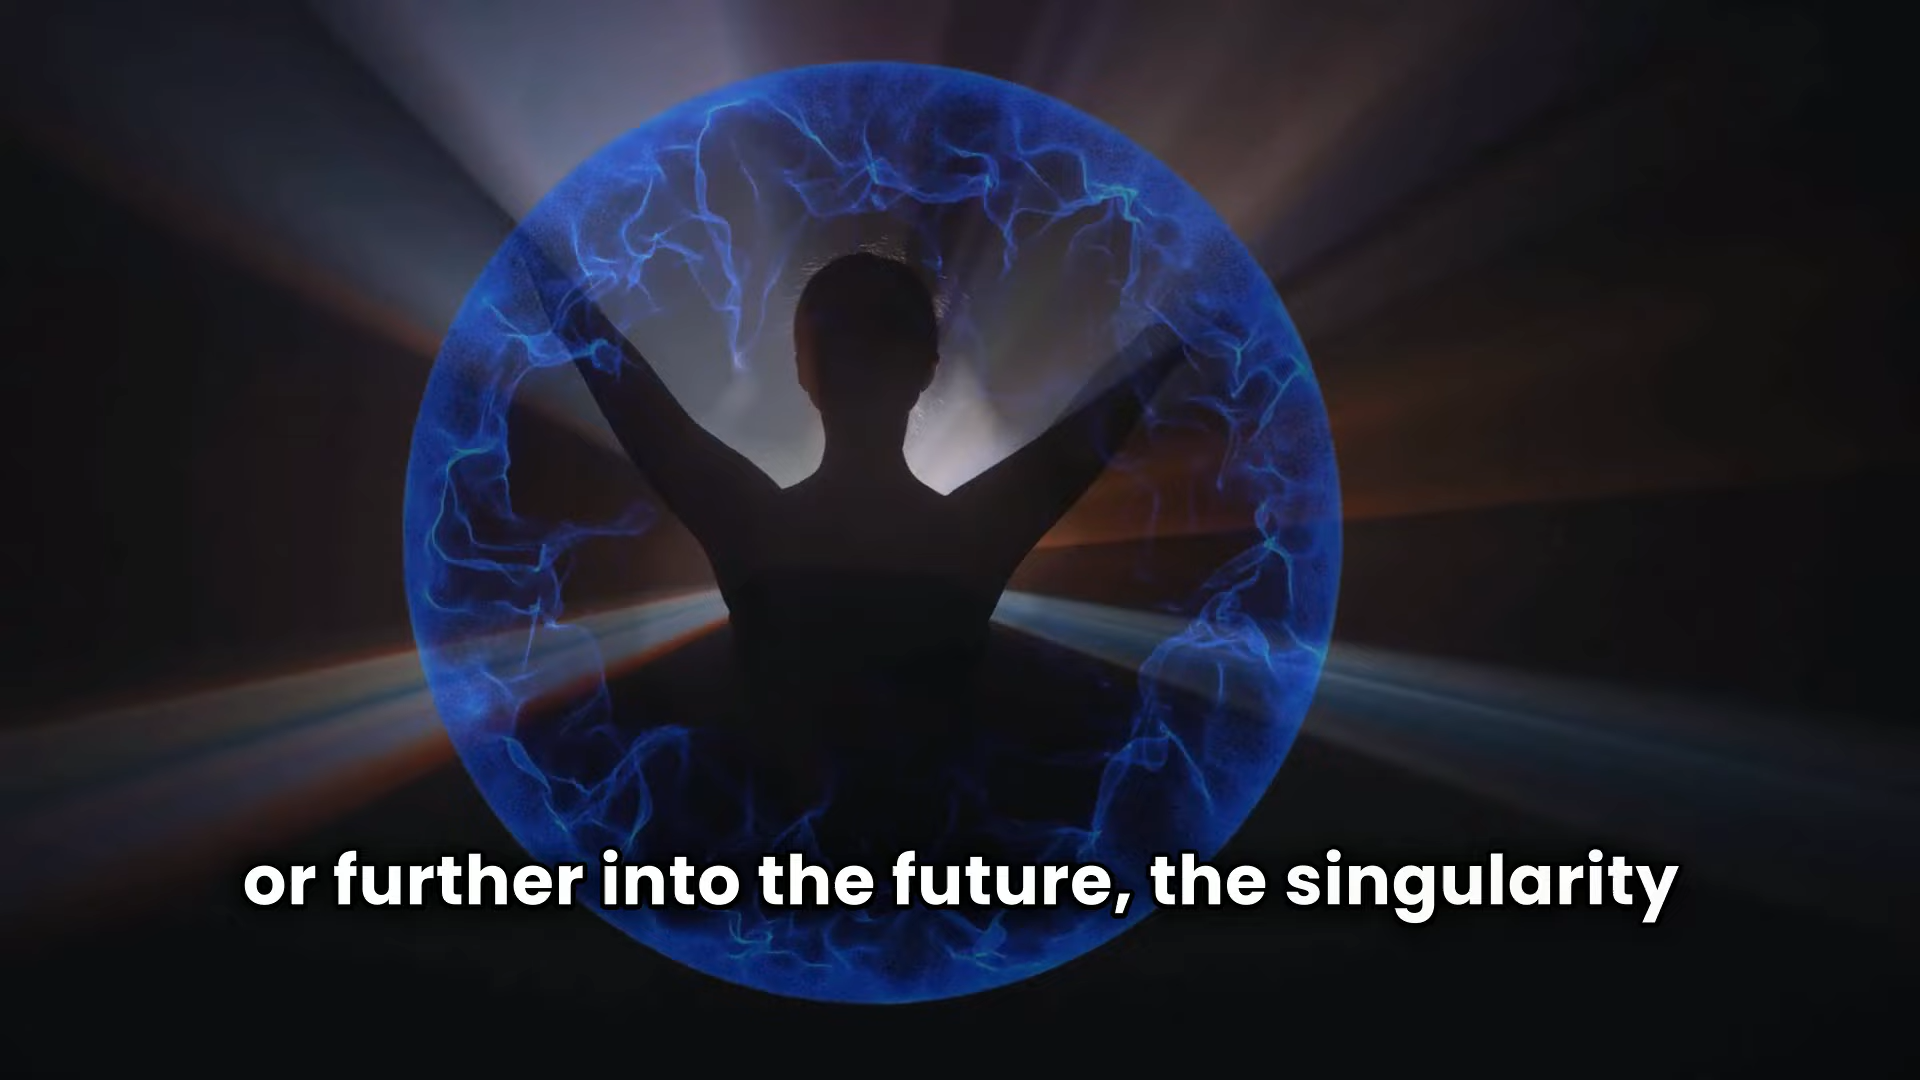 or further into the future, the singularity